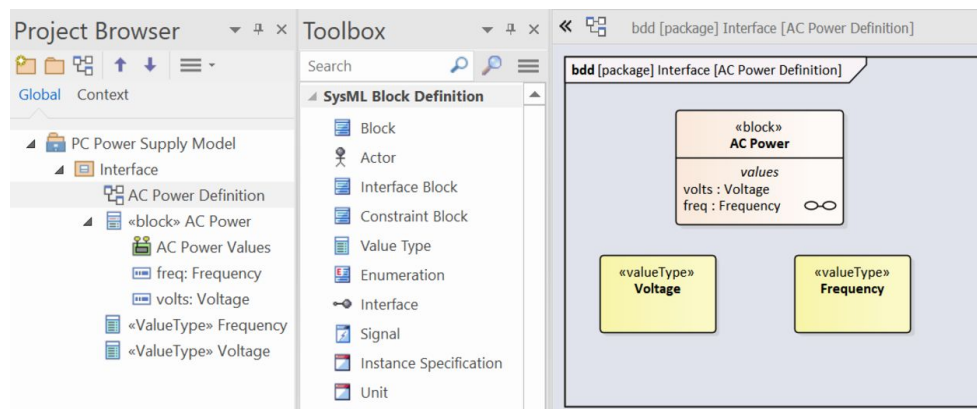 Project Browser
Global Context
PC Power Supply Model
Interface
AC Power Definition
«block» AC Power
AC Power Values
freq: Frequency
volts: Voltage
«ValueType» Frequency
«ValueType» Voltage
Toolbox
Search
SysML Block Definition
Block
Actor
Interface Block
Constraint Block
Value Type
Enumeration
Interface
Signal
Instance Specification
Unit
bdd [package] Interface [AC Power Definition]
bdd [package] Interface [AC Power Definition]
«block»
AC Power
values
volts : Voltage
freq : Frequency
«valueType»
Voltage
«valueType»
Frequency